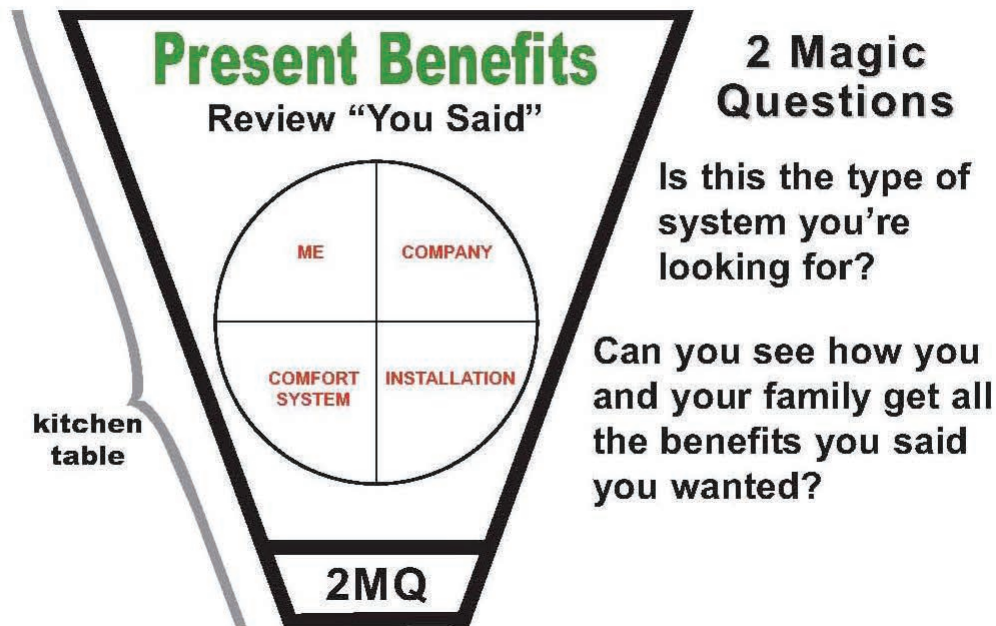 Present Benefits
Review “You Said”
ME
COMPANY
COMFORT
SYSTEM
INSTALLATION
2MQ
kitchen
table
2 Magic
Questions
Is this the type of
system you’re
looking for?
Can you see how you
and your family get all
the benefits you said
you wanted?